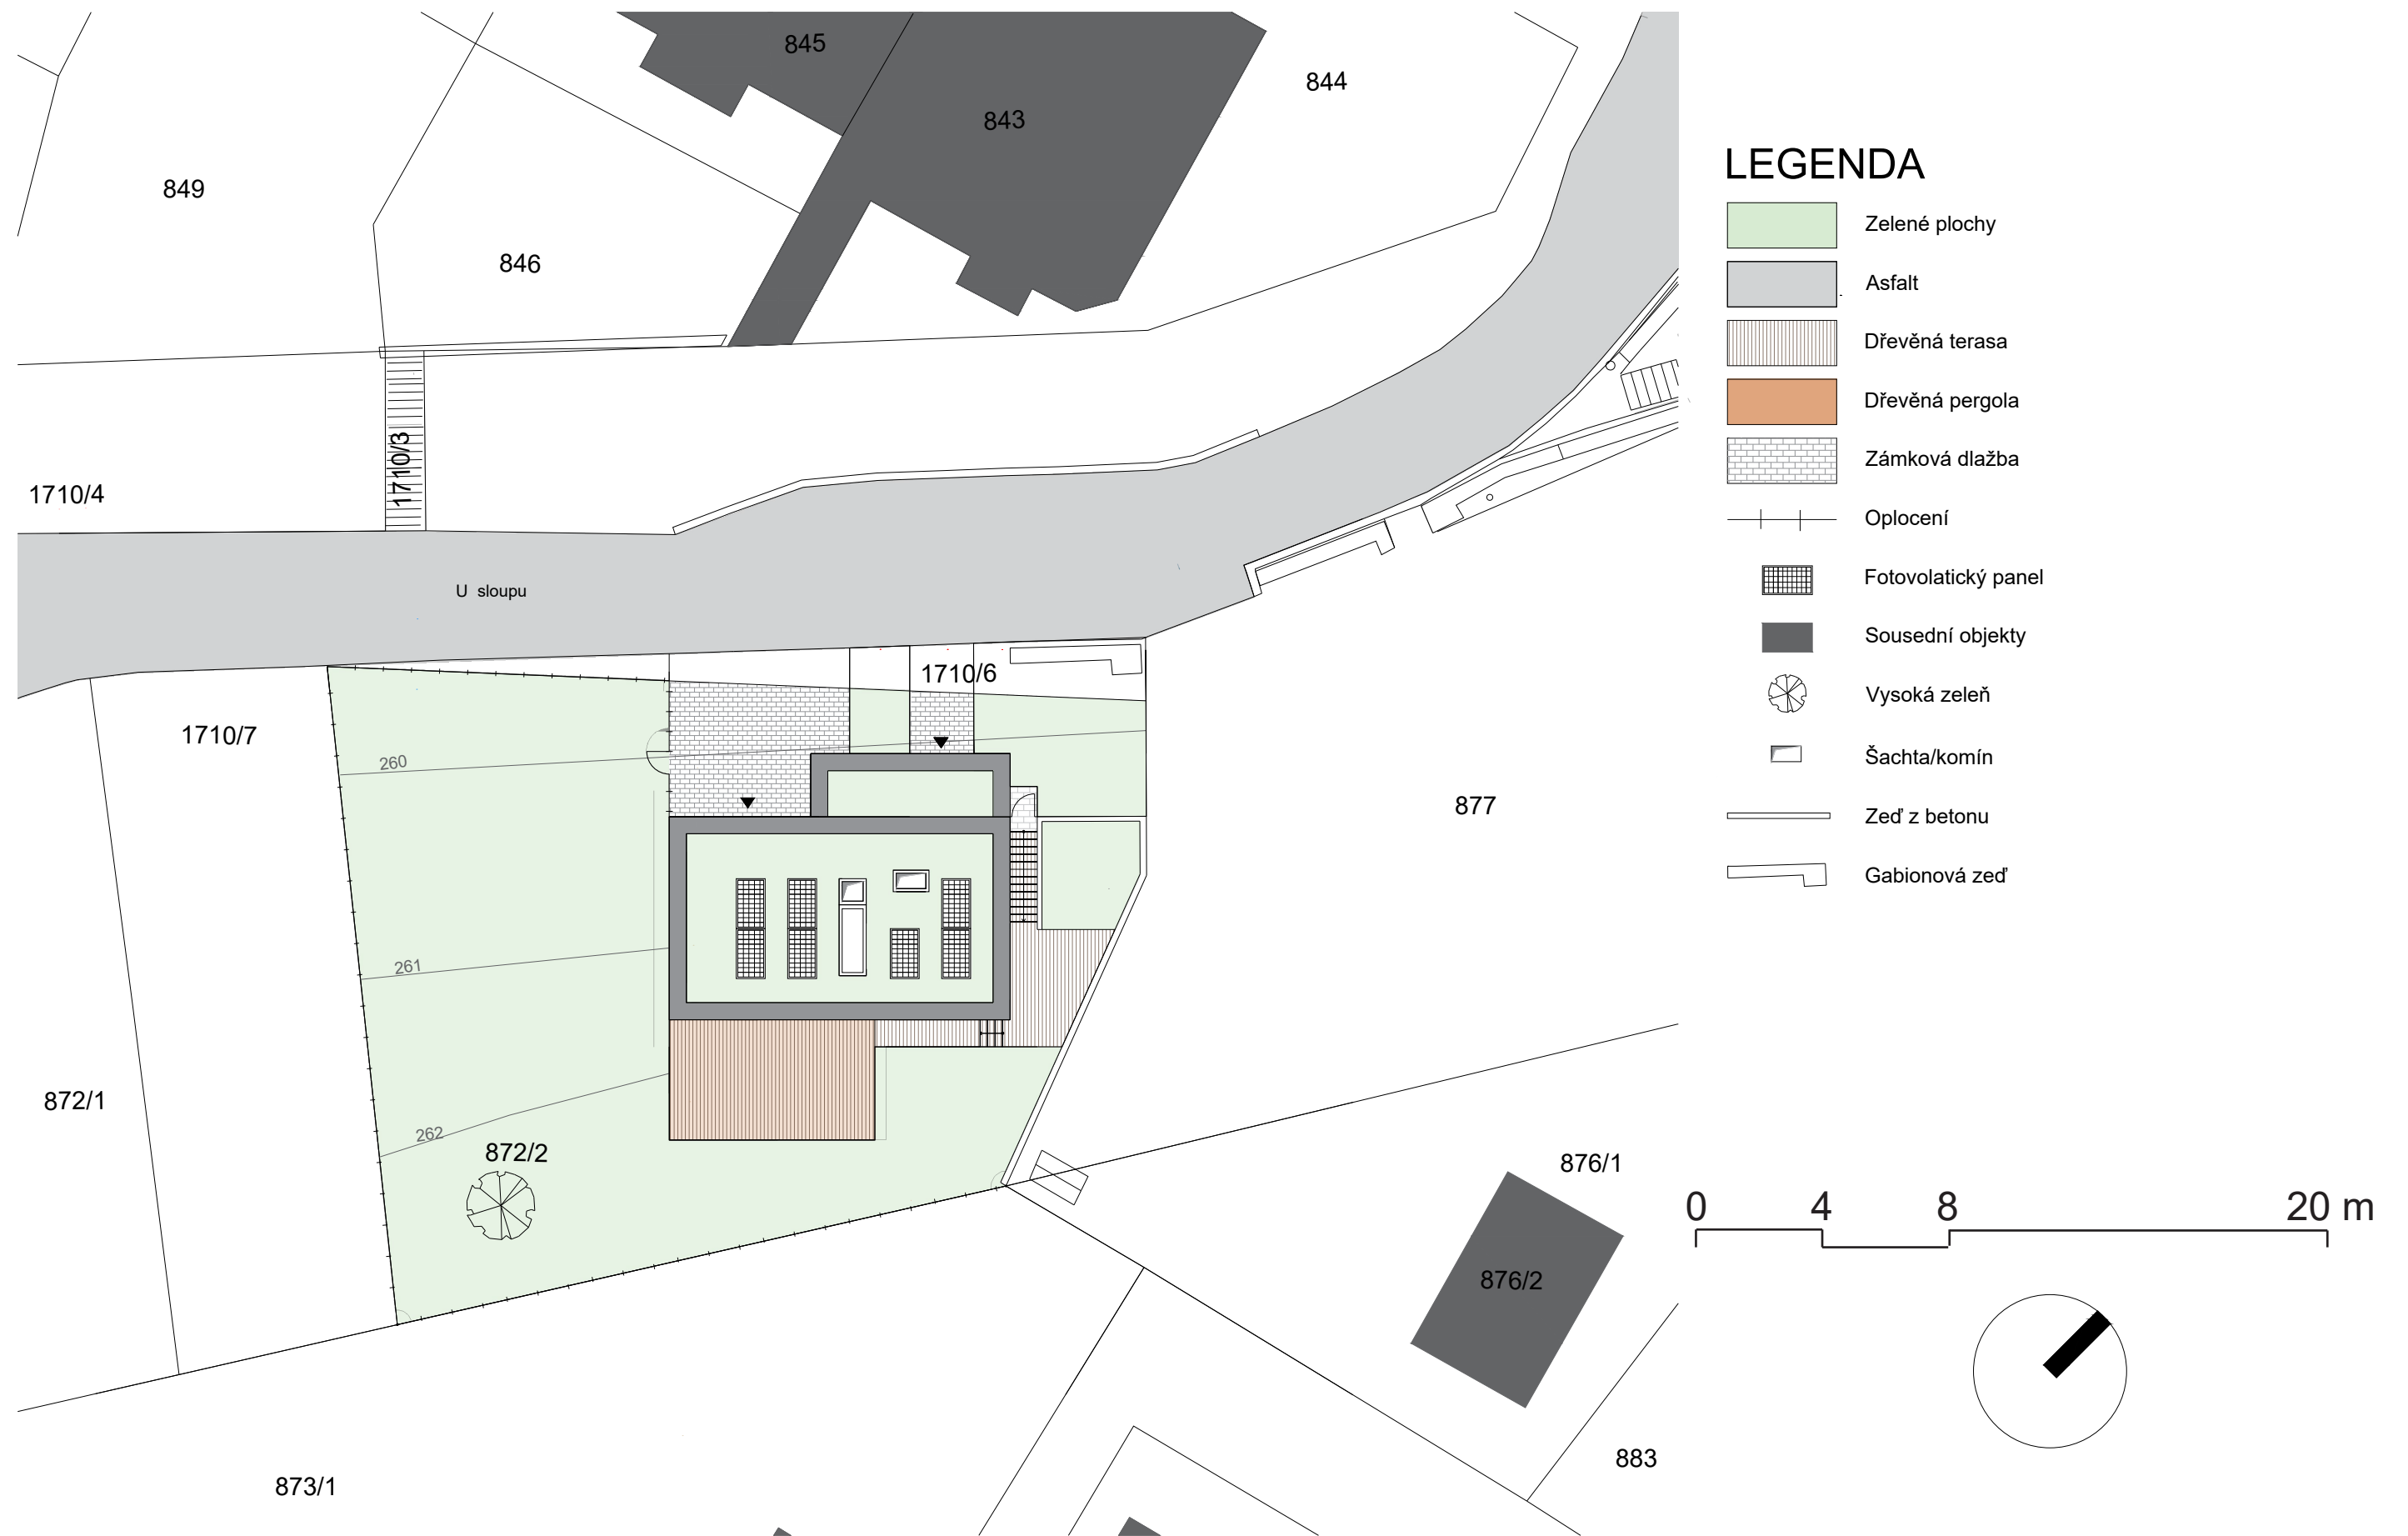 845
843
844
849
846
1710/3
1710/4
U sloupu
1710/6
1710/7
260
877
261
872/1
262
872/2
876/1
876/2
883
873/1
LEGENDA
Zelené plochy
Asfalt
Dřevěná terasa
Dřevěná pergola
Zámková dlažba
Oplocení
Fotovolatický panel
Sousední objekty
Vysoká zeleň
Šachta/komín
Zeď z betonu
Gabionová zeď
0 4 8 20 m